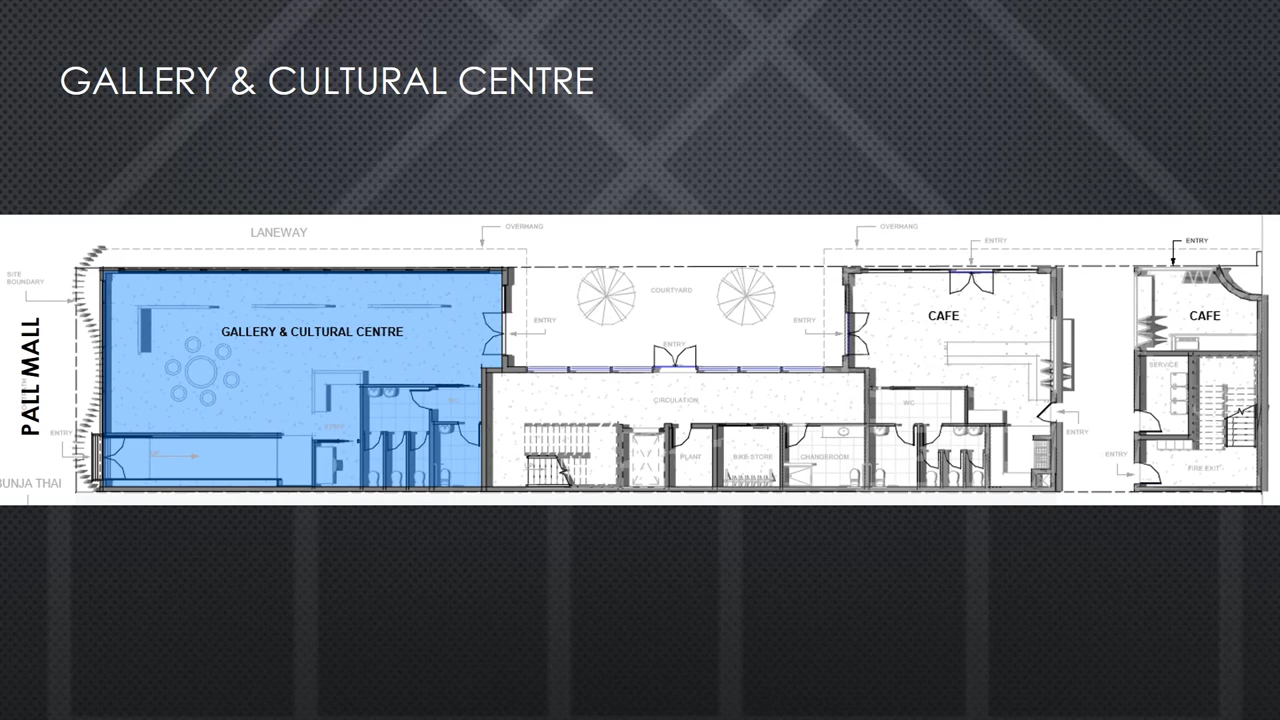 GALLERY & CULTURAL CENTRE
LANEWAY
OVERHANG
OVERHANG
ENTRY
ENTRY
SITE
BOUNDARY
COURTYARD
GALLERY & CULTURAL CENTRE
ENTRY
ENTRY
CAFE
CAFE
ENTRY
PALL MALL
SERVICE
CIRCULATION
WC
ENTRY
ENTRY
PLANT
BIKE STORE
CHANGEROOM
ENTRY
FIRE EXIT
BUNJA THAI